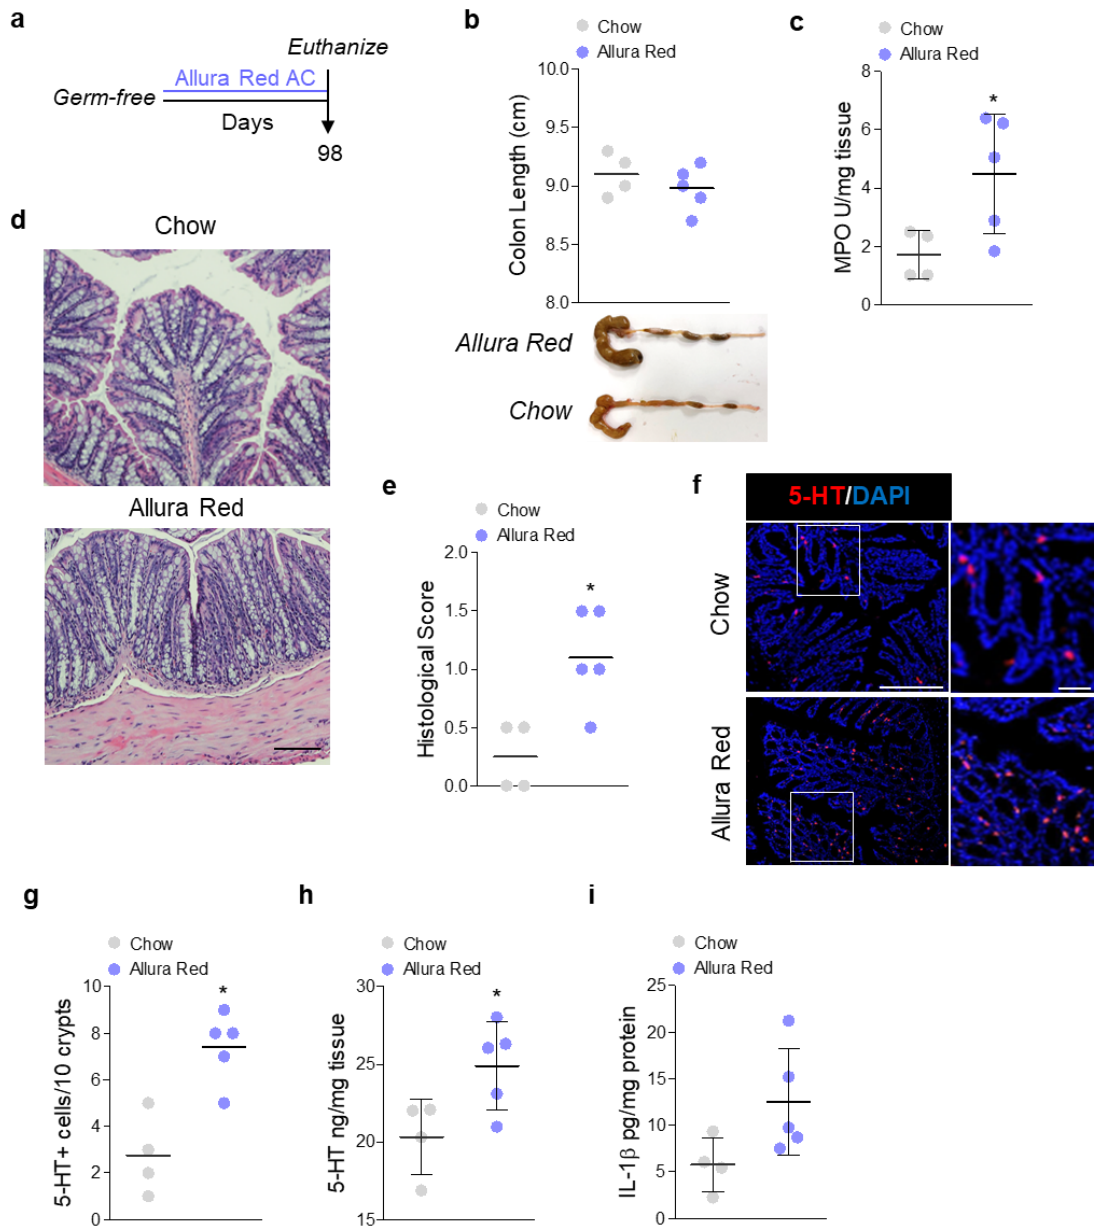 a
Euthanize
Allura Red AC
Germ-free
Days
98
b
Chow
Allura Red
10.0
9.5
9.0
8.5
8.0
Colon Length (cm)
Allura Red
Chow
c
Chow
Allura Red
8
6
4
2
0
MPO U/mg tissue
*
d
Chow
Allura Red
e
Chow
Allura Red
2.0
1.5
1.0
0.5
0.0
Histological Score
*
f
5-HT/DAPI
Chow
Allura Red
g
Chow
Allura Red
10
8
6
4
2
0
5-HT+ cells/10 crypts
*
h
Chow
Allura Red
30
25
20
15
5-HT ng/mg tissue
*
i
Chow
Allura Red
25
20
15
10
5
0
IL-1β pg/mg protein